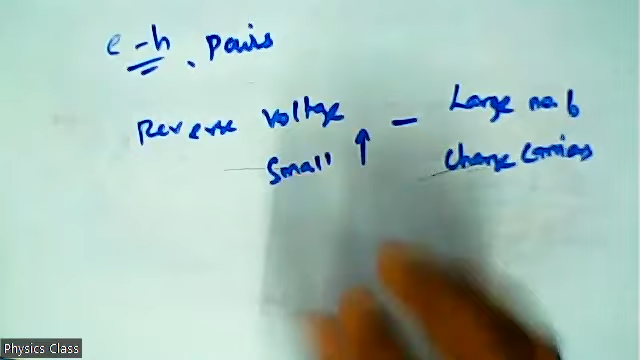 e-h pairs
Reverse voltage - Large no. of
small ↑ charge carriers
Physics Class